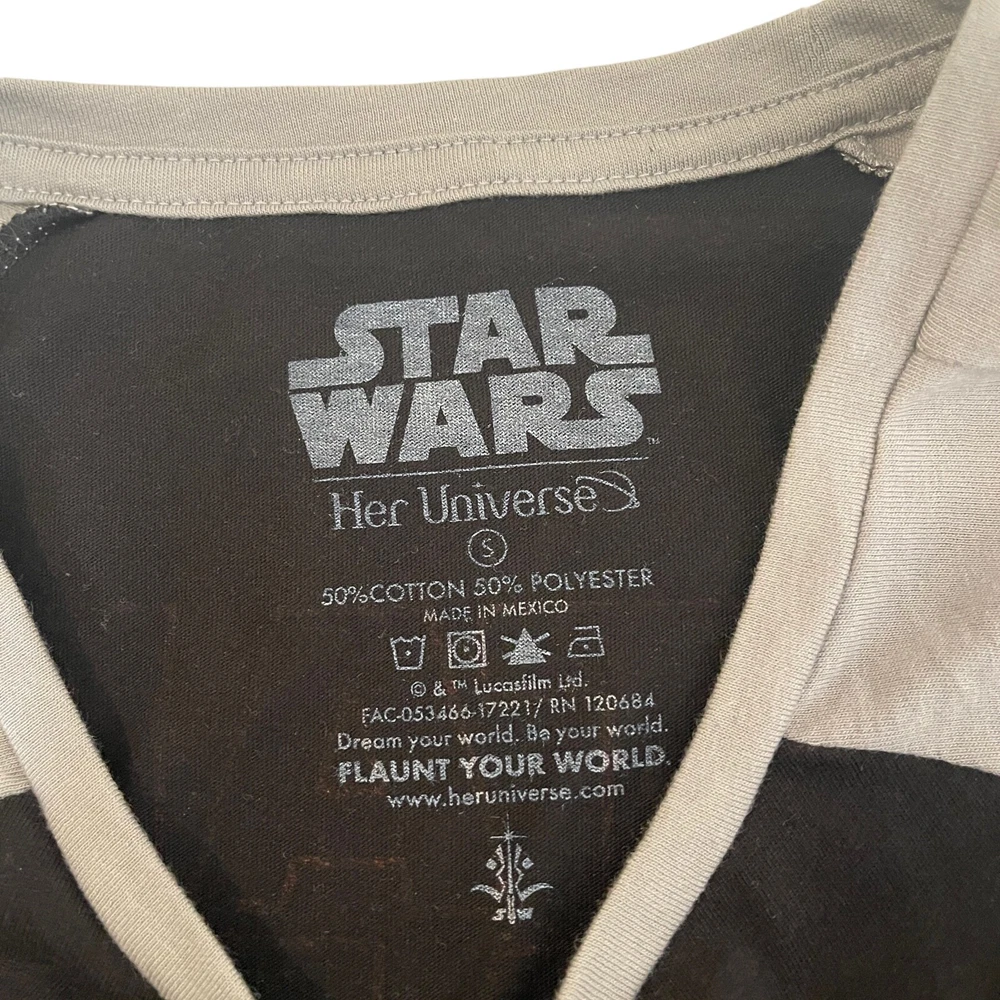 STAR
WARS™
Her Universe
S
50%COTTON 50% POLYESTER
MADE IN MEXICO
© & ™ Lucasfilm Ltd.
FAC-053466-17221/ RN 120684
Dream your world. Be your world.
FLAUNT YOUR WORLD.
www.heruniverse.com